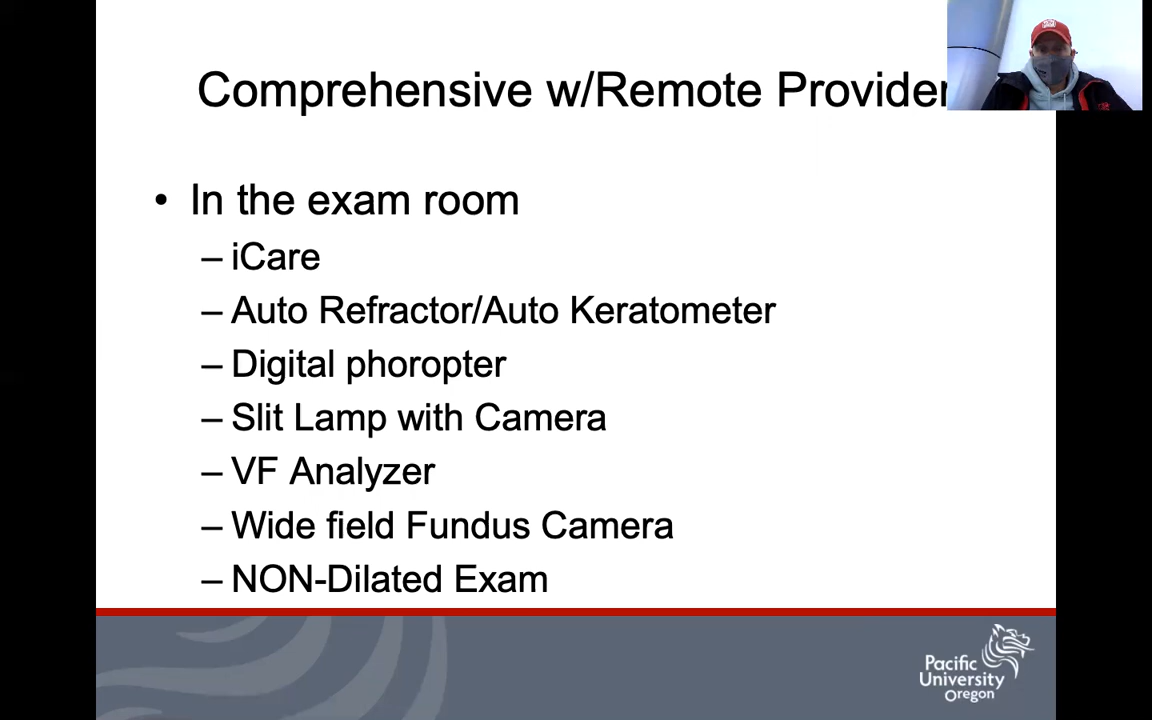 Comprehensive w/Remote Provider
• In the exam room
– iCare
– Auto Refractor/Auto Keratometer
– Digital phoropter
– Slit Lamp with Camera
– VF Analyzer
– Wide field Fundus Camera
– NON-Dilated Exam
Pacific
University
Oregon